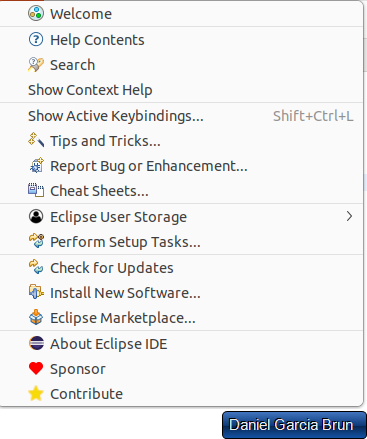 Welcome
Help Contents
Search
Show Context Help
Show Active Keybindings... Shift+Ctrl+L
Tips and Tricks...
Report Bug or Enhancement...
Cheat Sheets...
Eclipse User Storage
Perform Setup Tasks...
Check for Updates
Install New Software...
Eclipse Marketplace...
About Eclipse IDE
Sponsor
Contribute
Daniel Garcia Brun